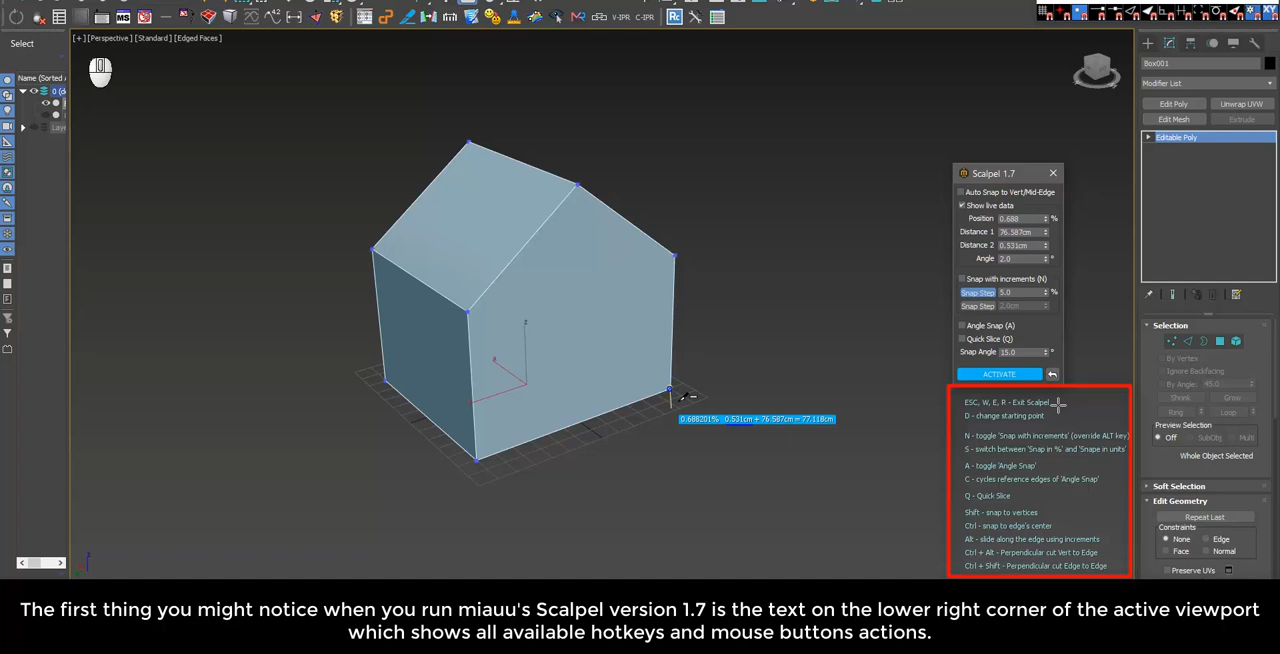 [+] [Perspective] [Standard] [Edged Faces]
Select
Name (Sorted A
0 (d
Laye
V-IPR
C-IPR
Rc
MS
XY
Box001
Modifier List
Edit Poly
Unwrap UVW
Edit Mesh
Extrude
Editable Poly
Scalpel 1.7
Auto Snap to Vert/Mid-Edge
Show live data
Position 0.688 %
Distance 1 76.587cm
Distance 2 0.531cm
Angle 2.0 °
Snap with increments (N)
Snap Step 5.0 %
Snap Step 2.0cm
Angle Snap (A)
Quick Slice (Q)
Snap Angle 15.0 °
ACTIVATE
ESC, W, E, R - Exit Scalpel
D - change starting point
N - toggle 'Snap with increments' (override ALT key)
S - switch between 'Snap in %' and 'Snape in units'
A - toggle 'Angle Snap'
C - cycles reference edges of 'Angle Snap'
Q - Quick Slice
Shift - snap to vertices
Ctrl - snap to edge's center
Alt - slide along the edge using increments
Ctrl + Alt - Perpendicular cut Vert to Edge
Ctrl + Shift - Perpendicular cut Edge to Edge
0.688201% 0.531cm + 76.587cm = 77.118cm
Selection
By Vertex
Ignore Backfacing
By Angle: 45.0
Shrink
Grow
Ring
Loop
Preview Selection
Off
SubObj
Multi
Whole Object Selected
Soft Selection
Edit Geometry
Repeat Last
Constraints
None
Edge
Face
Normal
Preserve UVs
The first thing you might notice when you run miauu's Scalpel version 1.7 is the text on the lower right corner of the active viewport
which shows all available hotkeys and mouse buttons actions.